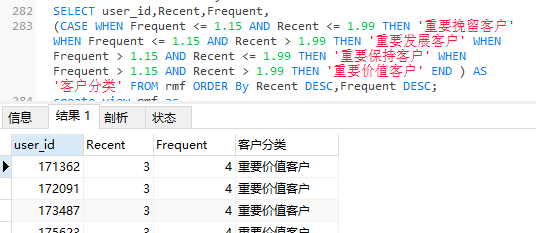 282 SELECT user_id,Recent,Frequent,
283 (CASE WHEN Frequent <= 1.15 AND Recent <= 1.99 THEN '重要挽留客户'
WHEN Frequent <= 1.15 AND Recent > 1.99 THEN '重要发展客户' WHEN
Frequent > 1.15 AND Recent <= 1.99 THEN '重要保持客户' WHEN
Frequent > 1.15 AND Recent > 1.99 THEN '重要价值客户' END ) AS
'客户分类' FROM rmf ORDER By Recent DESC,Frequent DESC;
284 create view rmf as
信息 结果 1 剖析 状态
user_id Recent Frequent 客户分类
171362 3 4 重要价值客户
172091 3 4 重要价值客户
173487 3 4 重要价值客户
175623 3 4 重要价值客户